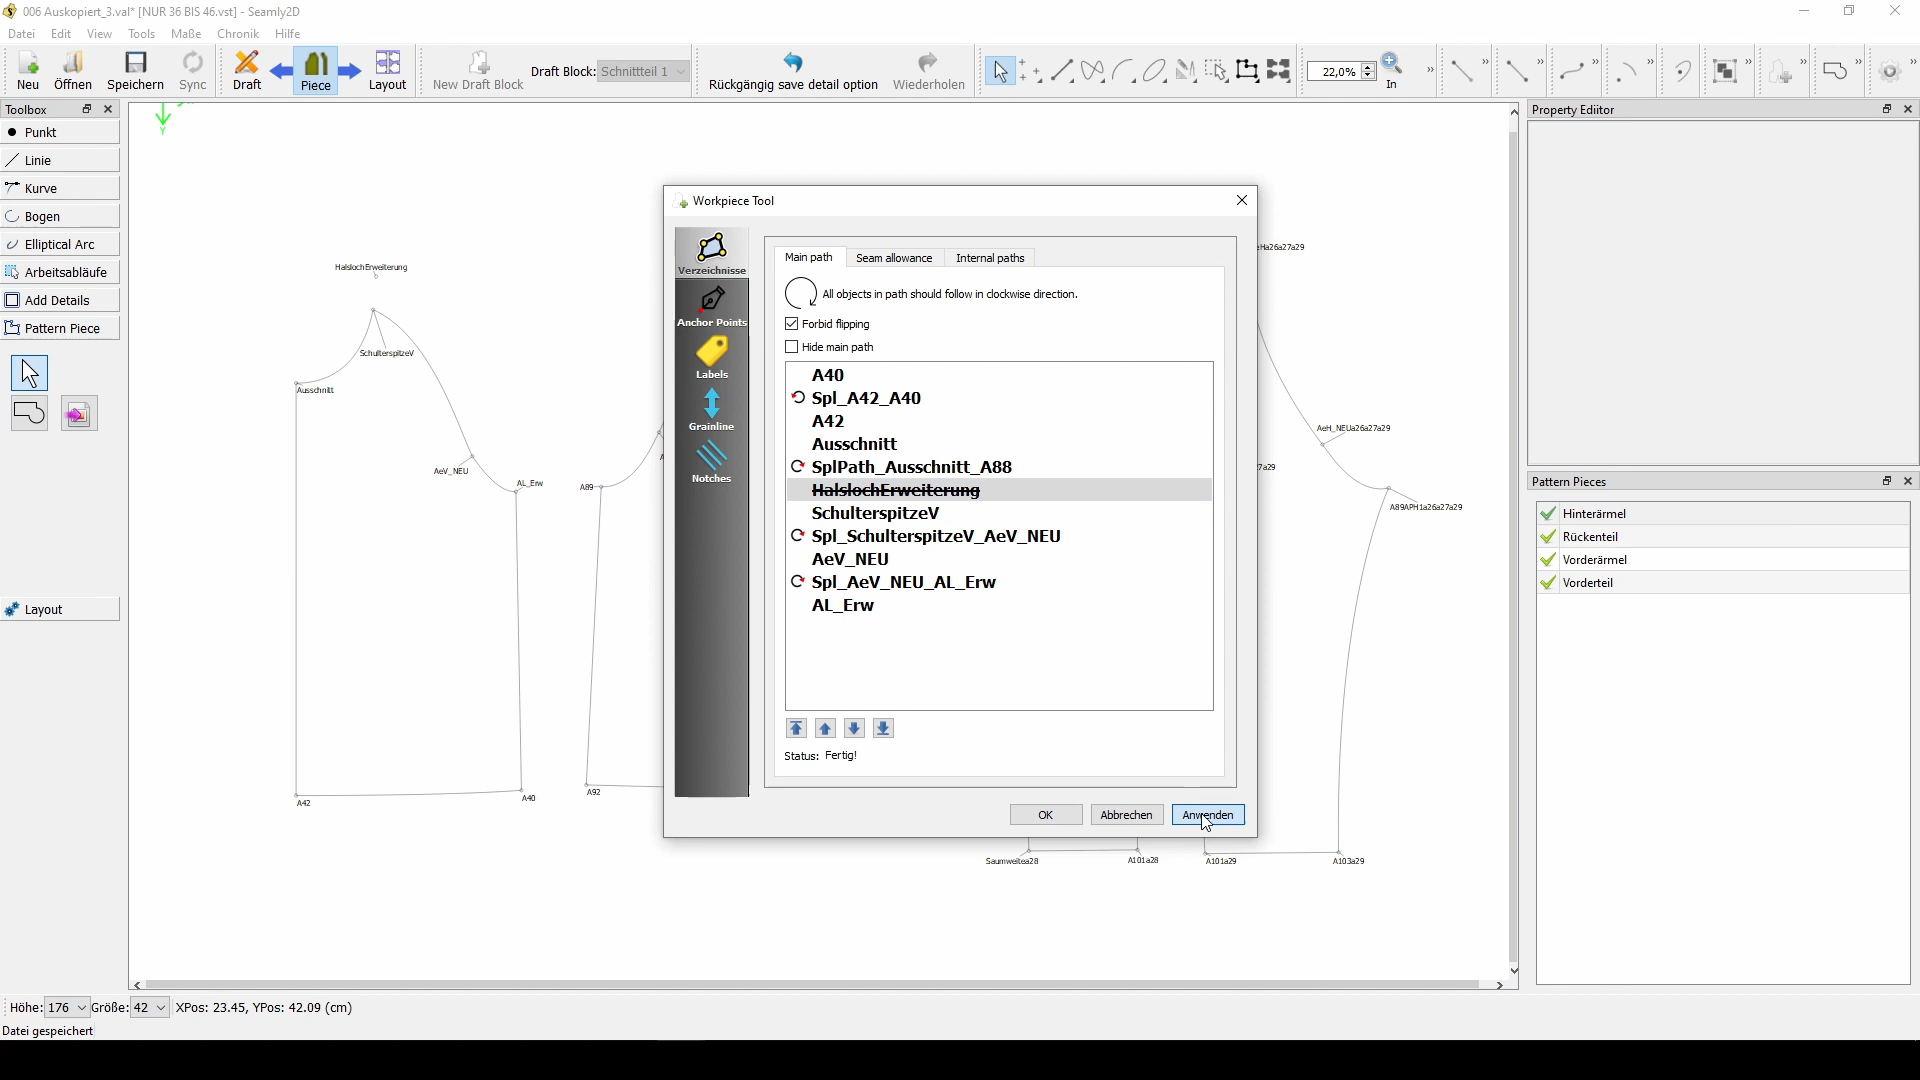 006 Auskopiert_3.val* [NUR 36 BIS 46.vst] - Seamly2D
Datei Edit View Tools Maße Chronik Hilfe
Neu Öffnen Speichern Sync Draft Piece Layout New Draft Block Draft Block: Schnittteil 1 Rückgängig save detail option Wiederholen 22,0% In
Toolbox
Punkt
Linie
Kurve
Bogen
Elliptical Arc
Arbeitsabläufe
Add Details
Pattern Piece
Layout
Y
HalslochErweiterung
SchulterspitzeV
Ausschnitt
AeV_NEU
AL_Erw
A42
A40
A89
A92
Workpiece Tool
Verzeichnisse
Anchor Points
Labels
Grainline
Notches
Main path Seam allowance Internal paths
All objects in path should follow in clockwise direction.
Forbid flipping
Hide main path
A40
Spl_A42_A40
A42
Ausschnitt
SplPath_Ausschnitt_A88
HalslochErweiterung
SchulterspitzeV
Spl_SchulterspitzeV_AeV_NEU
AeV_NEU
Spl_AeV_NEU_AL_Erw
AL_Erw
Status: Fertig!
OK Abbrechen Anwenden
Ha26a27a29
AeH_NEUa26a27a29
7a29
A89APH1a26a27a29
Saumweitea28
A101a28
A101a29
A103a29
Property Ediitor
Pattern Pieces
Hinterärmel
Rückenteil
Vorderärmel
Vorderteil
Höhe: 176 Größe: 42 XPos: 23.45, YPos: 42.09 (cm)
Datei gespeichert